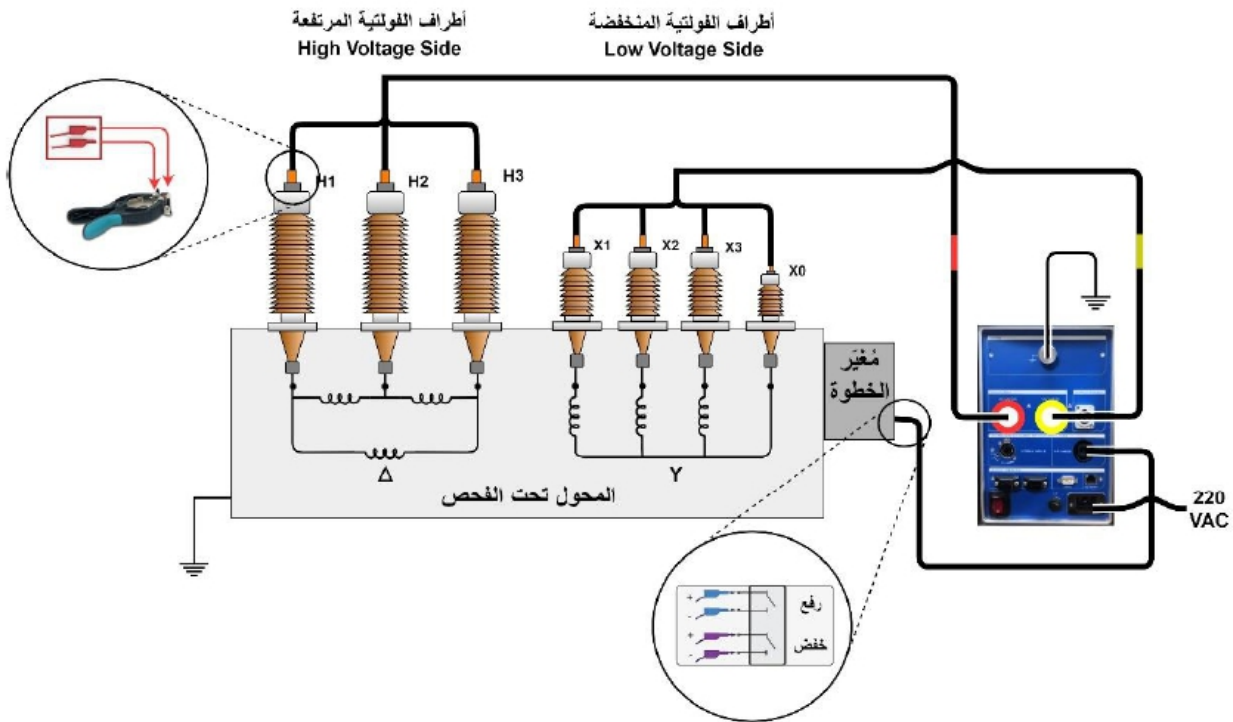 أطراف الفولتية المرتفعة
High Voltage Side
أطراف الفولتية المنخفضة
Low Voltage Side
H1
H2
H3
X1
X2
X3
X0
مُغيّر
الخطوة
Δ
Y
المحول تحت الفحص
220
VAC
+
رفع
-
+
خفض
-